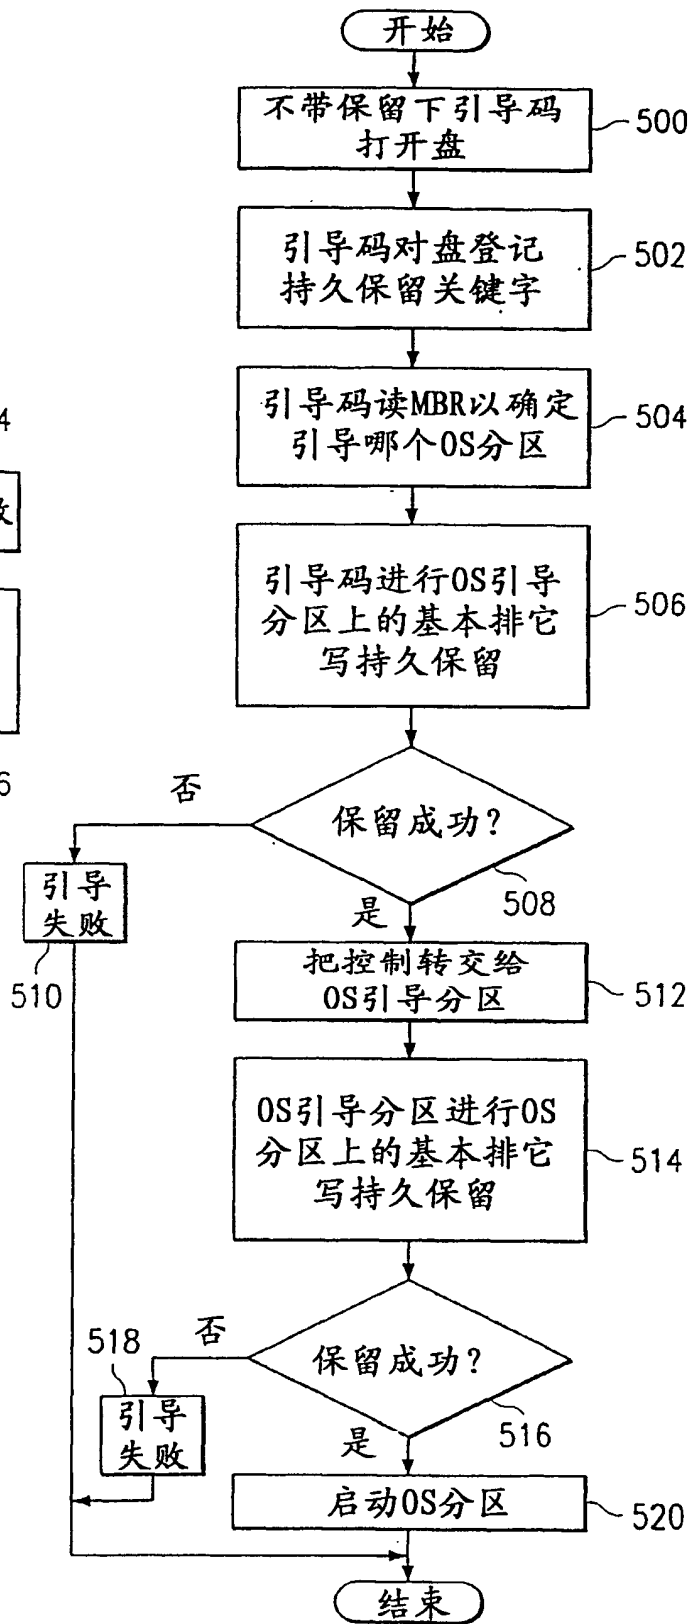 开始
不带保留下引导码
打开盘
500
引导码对盘登记
持久保留关键字
502
引导码读MBR以确定
引导哪个OS分区
504
4
引导码进行OS引导
分区上的基本排它
写持久保留
506
6
保留成功?
508
否
是
引导
失败
510
把控制转交给
OS引导分区
512
OS引导分区进行OS
分区上的基本排它
写持久保留
514
保留成功?
516
否
是
518
引导
失败
启动OS分区
520
结束